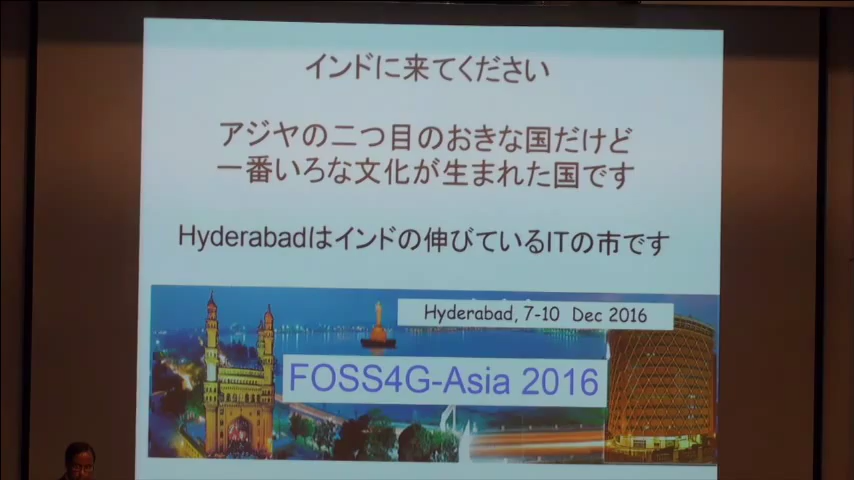 インドに来てください
アジヤの二つ目のおきな国だけど
一番いろな文化が生まれた国です
Hyderabadはインドの伸びているITの市です
Hyderabad, 7-10 Dec 2016
FOSS4G-Asia 2016